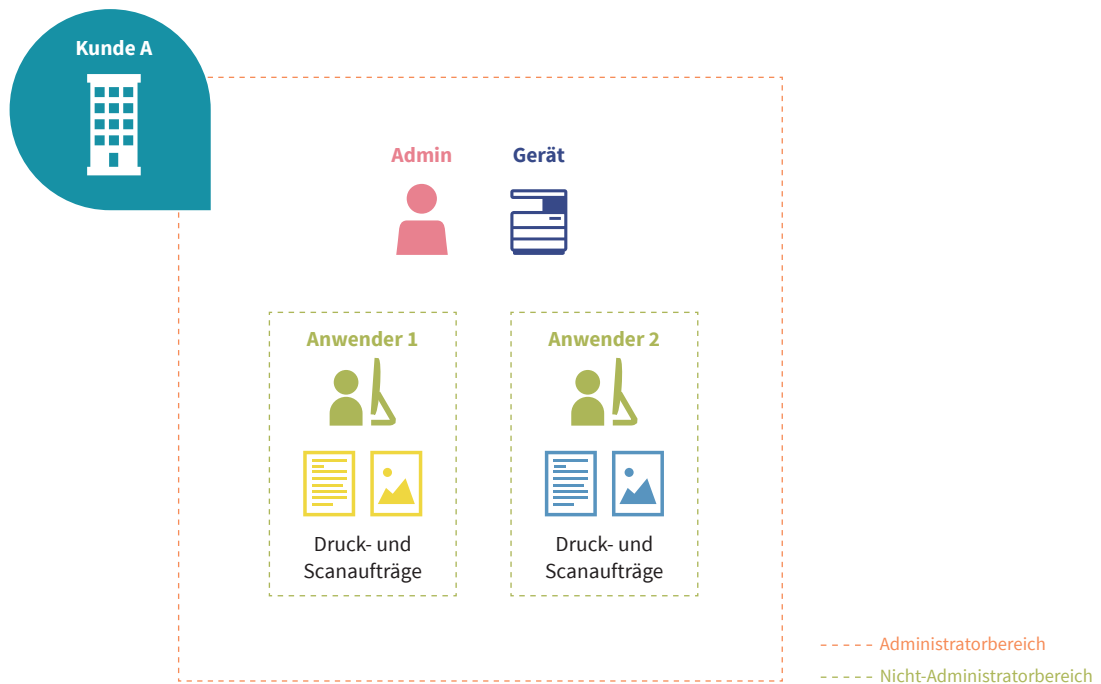 Kunde A
Admin
Gerät
Anwender 1
Anwender 2
Druck- und
Scanaufträge
Druck- und
Scanaufträge
Administratorbereich
Nicht-Administratorbereich